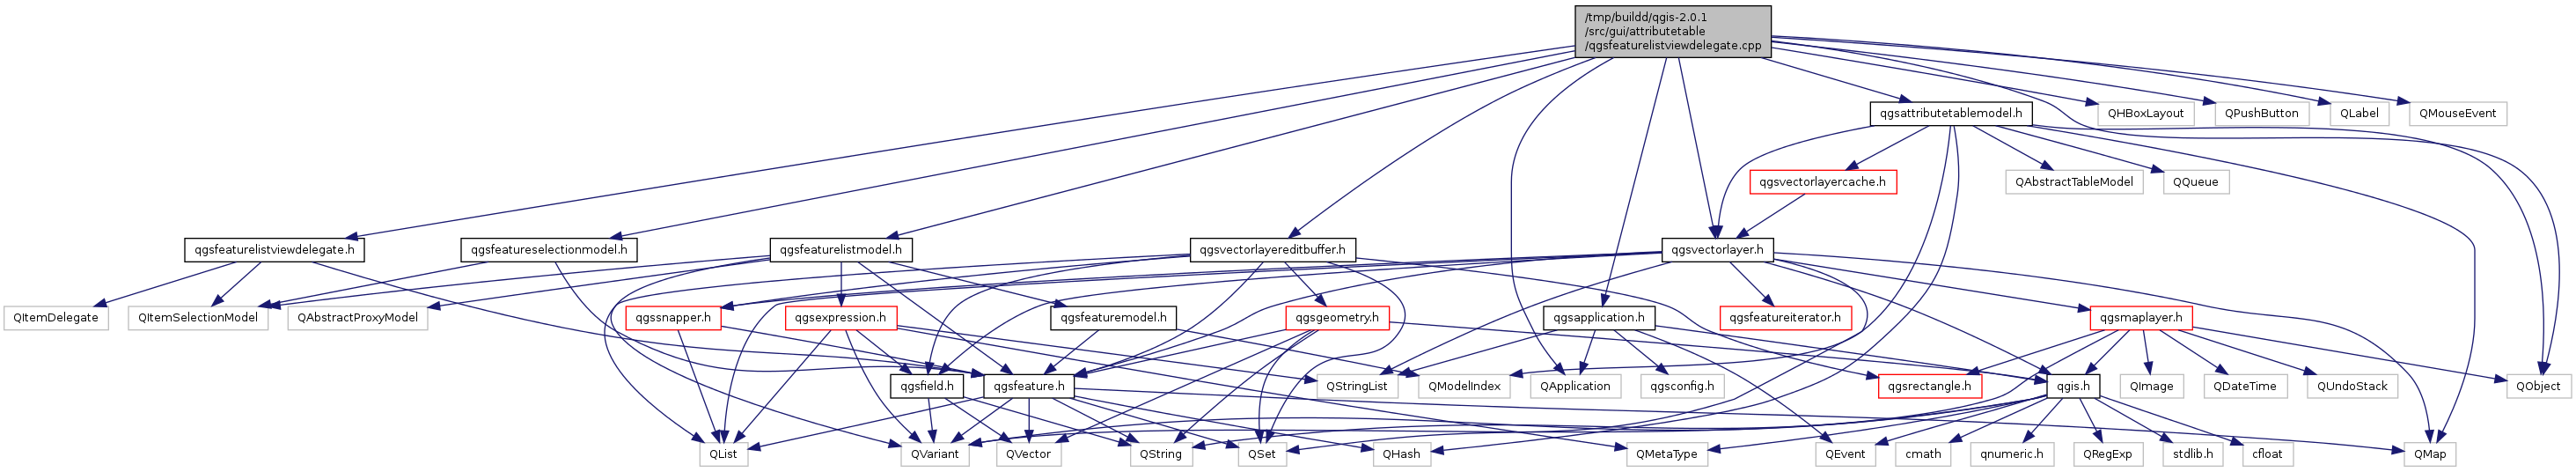 /tmp/buildd/qgis-2.0.1
/src/gui/attributetable
/qgsfeaturelistviewdelegate.cpp
qgsattributetablemodel.h
QHBoxLayout
QPushButton
QLabel
QMouseEvent
qgsvectorlayercache.h
QAbstractTableModel
QQueue
qgsfeaturelistviewdelegate.h
qgsfeatureselectionmodel.h
qgsfeaturelistmodel.h
qgsvectorlayereditbuffer.h
qgsvectorlayer.h
QItemDelegate
QItemSelectionModel
QAbstractProxyModel
qgssnapper.h
qgsexpression.h
qgsfeaturemodel.h
qgsgeometry.h
qgsapplication.h
qgsfeatureiterator.h
qgsmaplayer.h
qgsfield.h
qgsfeature.h
QStringList
QModelIndex
QApplication
qgsconfig.h
qgsrectangle.h
qgis.h
QImage
QDateTime
QUndoStack
QObject
QList
QVariant
QVector
QString
QSet
QHash
QMetaType
QEvent
cmath
qnumeric.h
QRegExp
stdlib.h
cfloat
QMap